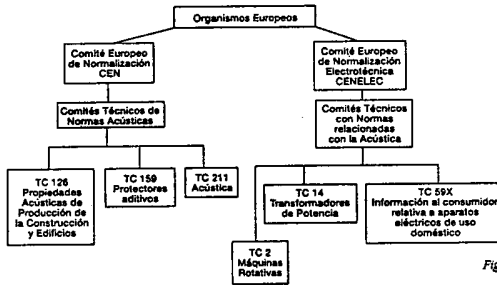 Organismos Europeos
Comité Europeo
de Normalización
CEN
Comité Europeo
de Normalización
Electrotécnica
CENELEC
Comités Técnicos de
Normas Acústicas
Comités Técnicos
con Normas
relacionadas
con la Acústica
TC 126
Propiedades
Acústicas de
Producción de
la Construcción
y Edificios
TC 159
Protectores
aditivos
TC 211
Acústica
TC 14
Transformadores
de Potencia
TC 59X
Información al consumidor
relativa a aparatos
eléctricos de uso
doméstico
TC 2
Máquinas
Rotativas
Fig